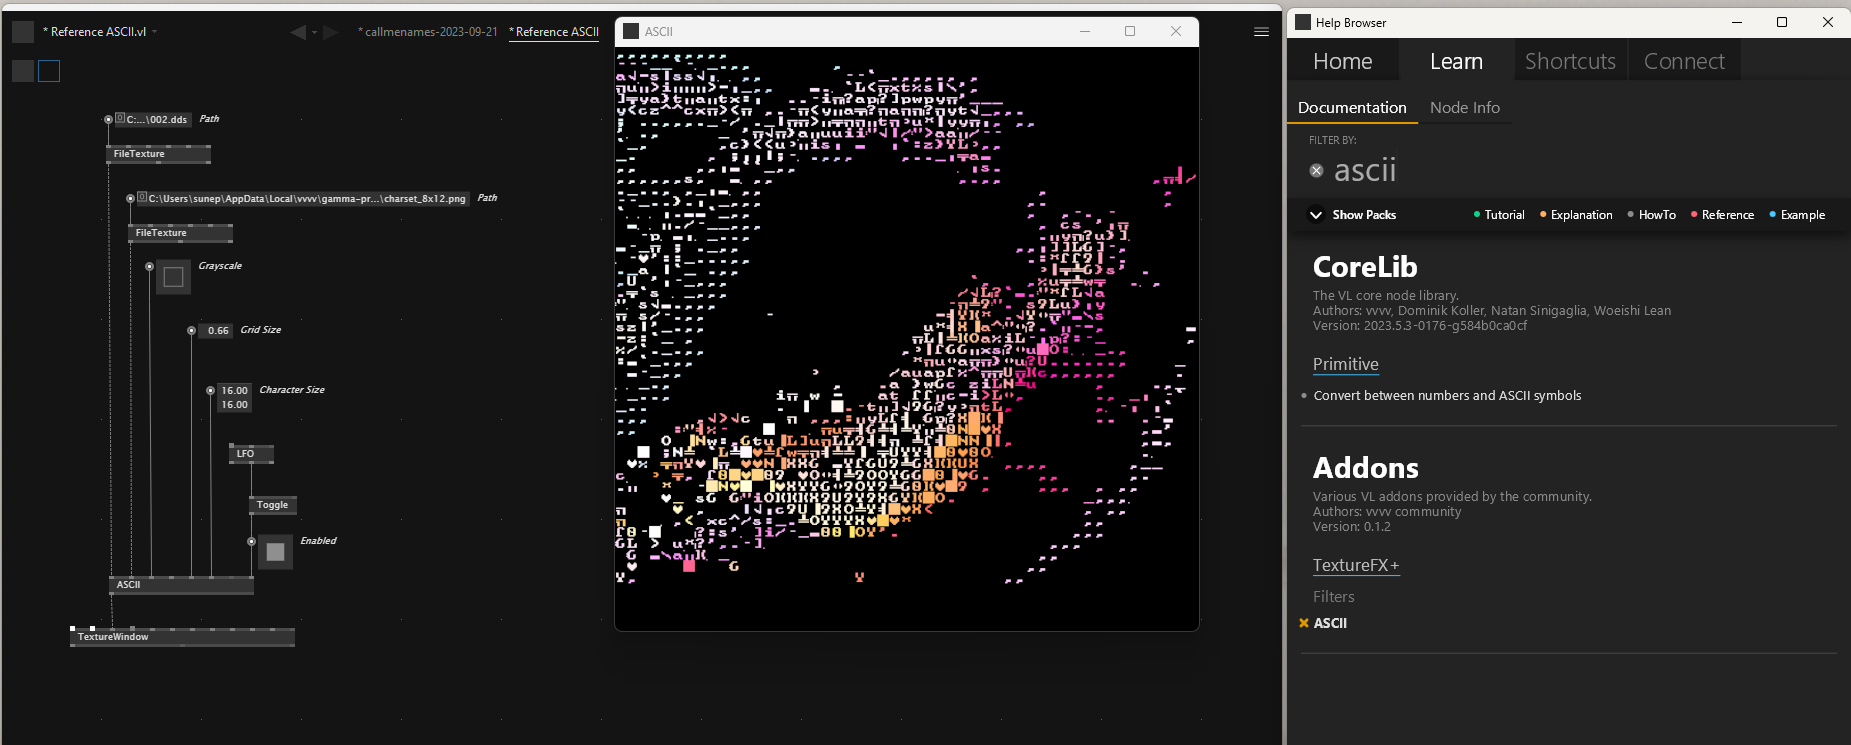 * Reference ASCII.vl
* callmenames-2023-09-21
* Reference ASCII
C:...\002.dds
Path
FileTexture
C:\Users\sunep\AppData\Local\vvvv\gamma-pr...\charset_8x12.png
Path
FileTexture
Grayscale
0.66
Grid Size
16.00
16.00
Character Size
LFO
Toggle
Enabled
ASCII
TextureWindow
ASCII
Help Browser
Home
Learn
Shortcuts
Connect
Documentation
Node Info
FILTER BY:
ascii
Show Packs
Tutorial
Explanation
HowTo
Reference
Example
CoreLib
The VL core node library.
Authors: vvvv, Dominik Koller, Natan Sinigaglia, Woeishi Lean
Version: 2023.5.3-0176-g584b0ca0cf
Primitive
Convert between numbers and ASCII symbols
Addons
Various VL addons provided by the community.
Authors: vvvv community
Version: 0.1.2
TextureFX+
Filters
ASCII